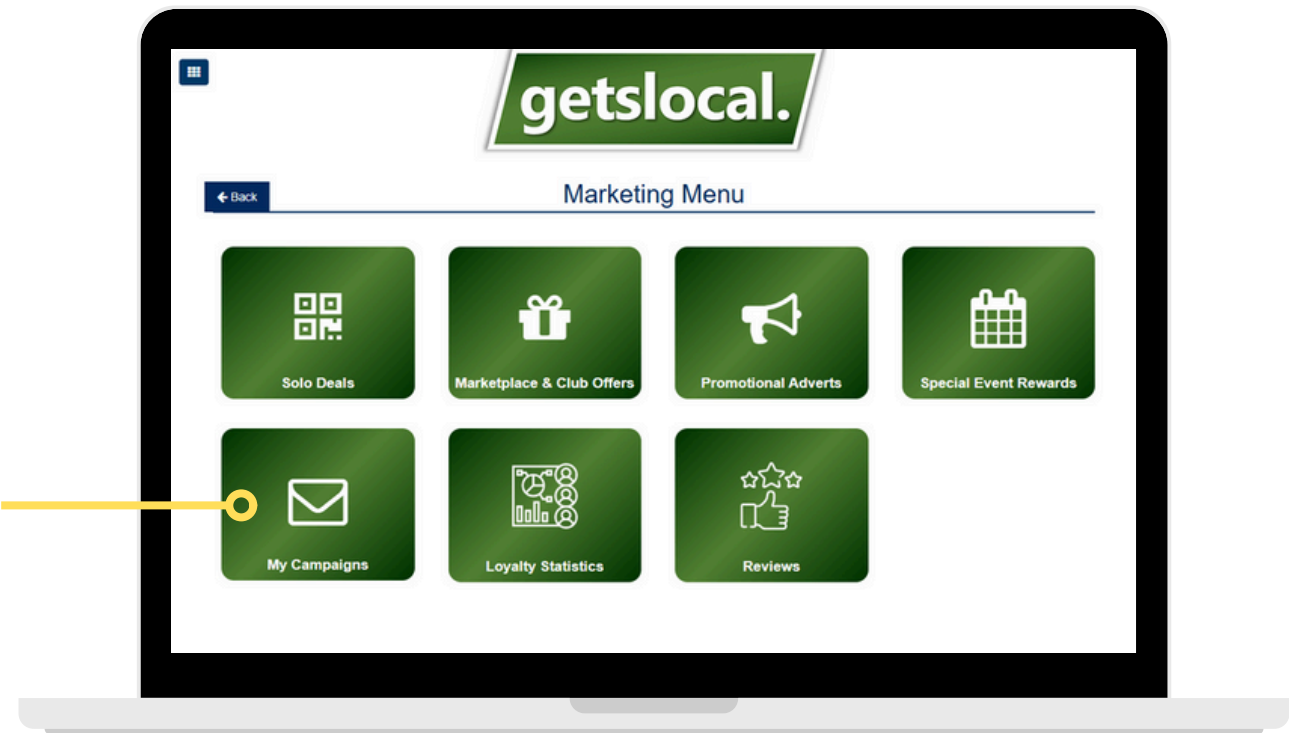 getslocal.
Back
Marketing Menu
Solo Deals
Marketplace & Club Offers
Promotional Adverts
Special Event Rewards
My Campaigns
Loyalty Statistics
Reviews